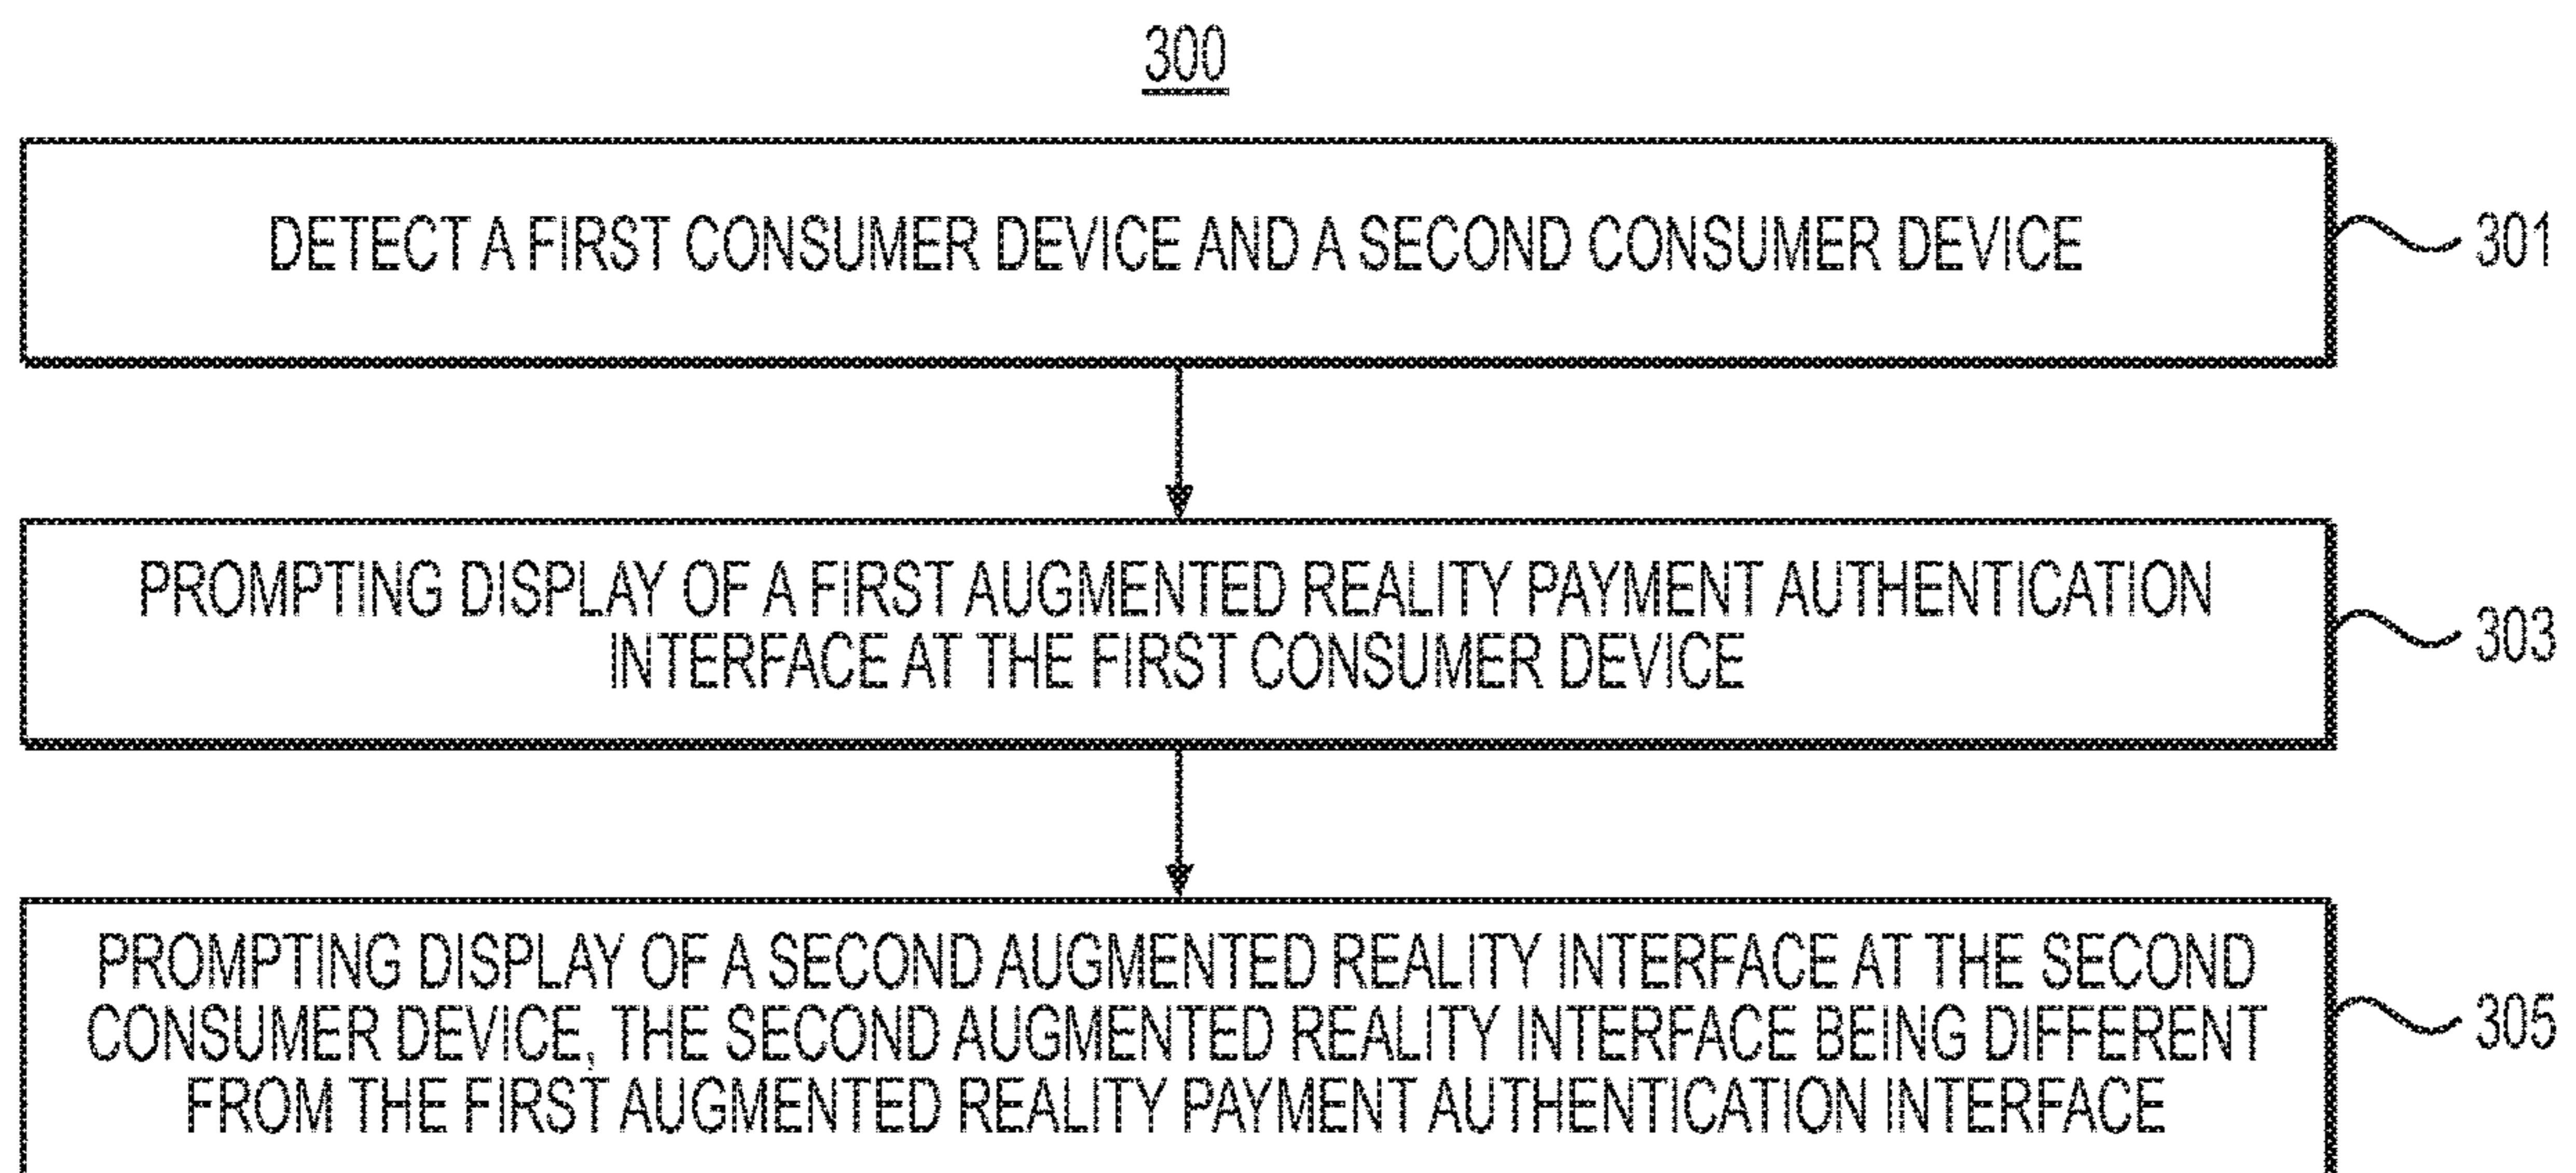 300
DETECT A FIRST CONSUMER DEVICE AND A SECOND CONSUMER DEVICE
301
PROMPTING DISPLAY OF A FIRST AUGMENTED REALITY PAYMENT AUTHENTICATION
INTERFACE AT THE FIRST CONSUMER DEVICE
303
PROMPTING DISPLAY OF A SECOND AUGMENTED REALITY INTERFACE AT THE SECOND
CONSUMER DEVICE, THE SECOND AUGMENTED REALITY INTERFACE BEING DIFFERENT
FROM THE FIRST AUGMENTED REALITY PAYMENT AUTHENTICATION INTERFACE
305